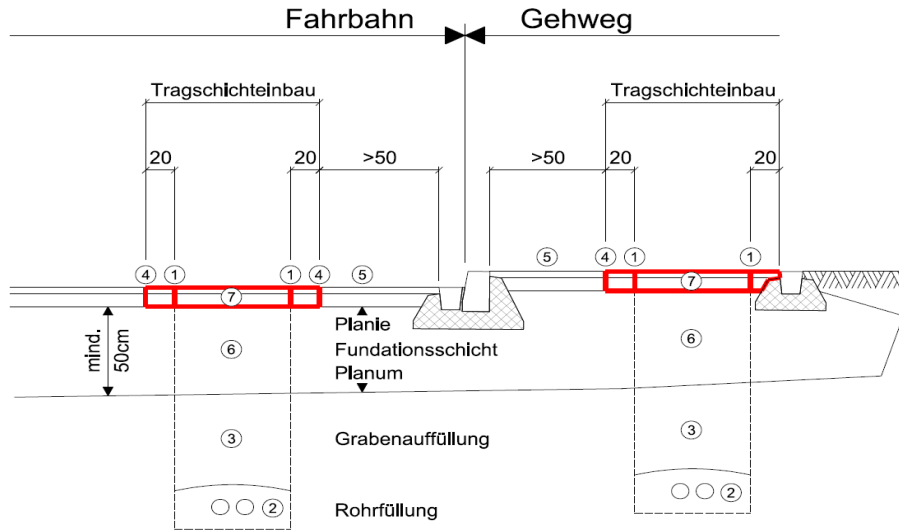 Fahrbahn Gehweg
Tragschichteinbau Tragschichteinbau
20 20 >50 >50 20 20
4 1 1 4 5 5 4 1 1
7 7
mind. 50cm
Planie
6 Fundationsschicht 6
Planum
3 Grabenauffüllung 3
2 Rohrfüllung 2